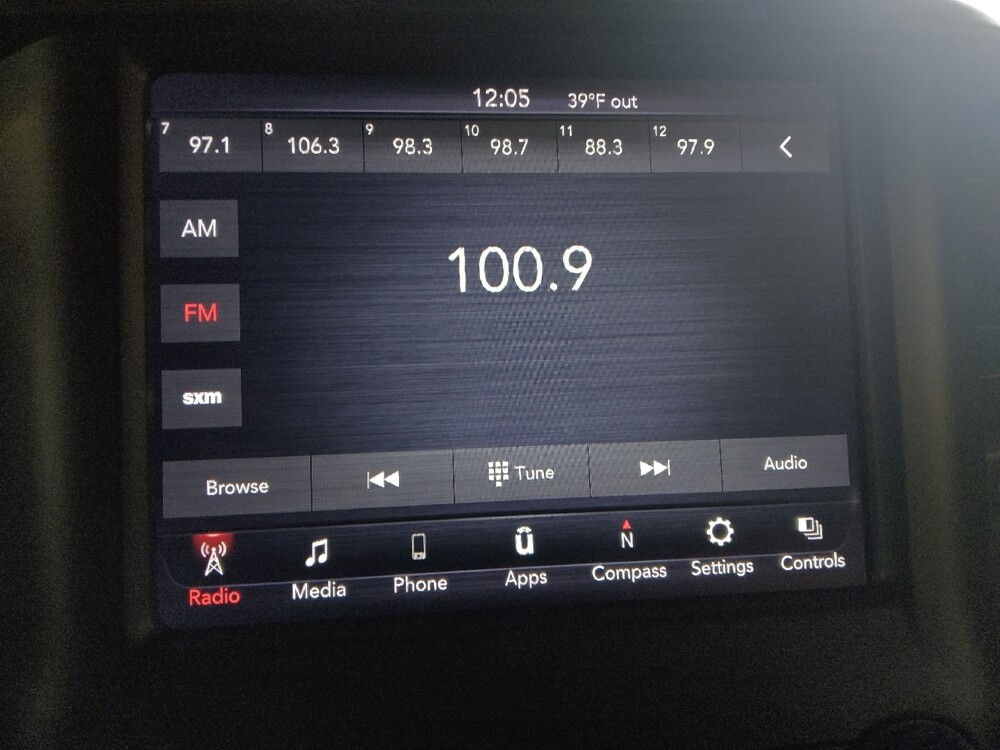 12:05 39°F out
7 97.1 8 106.3 9 98.3 10 98.7 11 88.3 12 97.9
AM
100.9
FM
sxm
Browse Tune Audio
N
Radio Media Phone Apps Compass Settings Controls